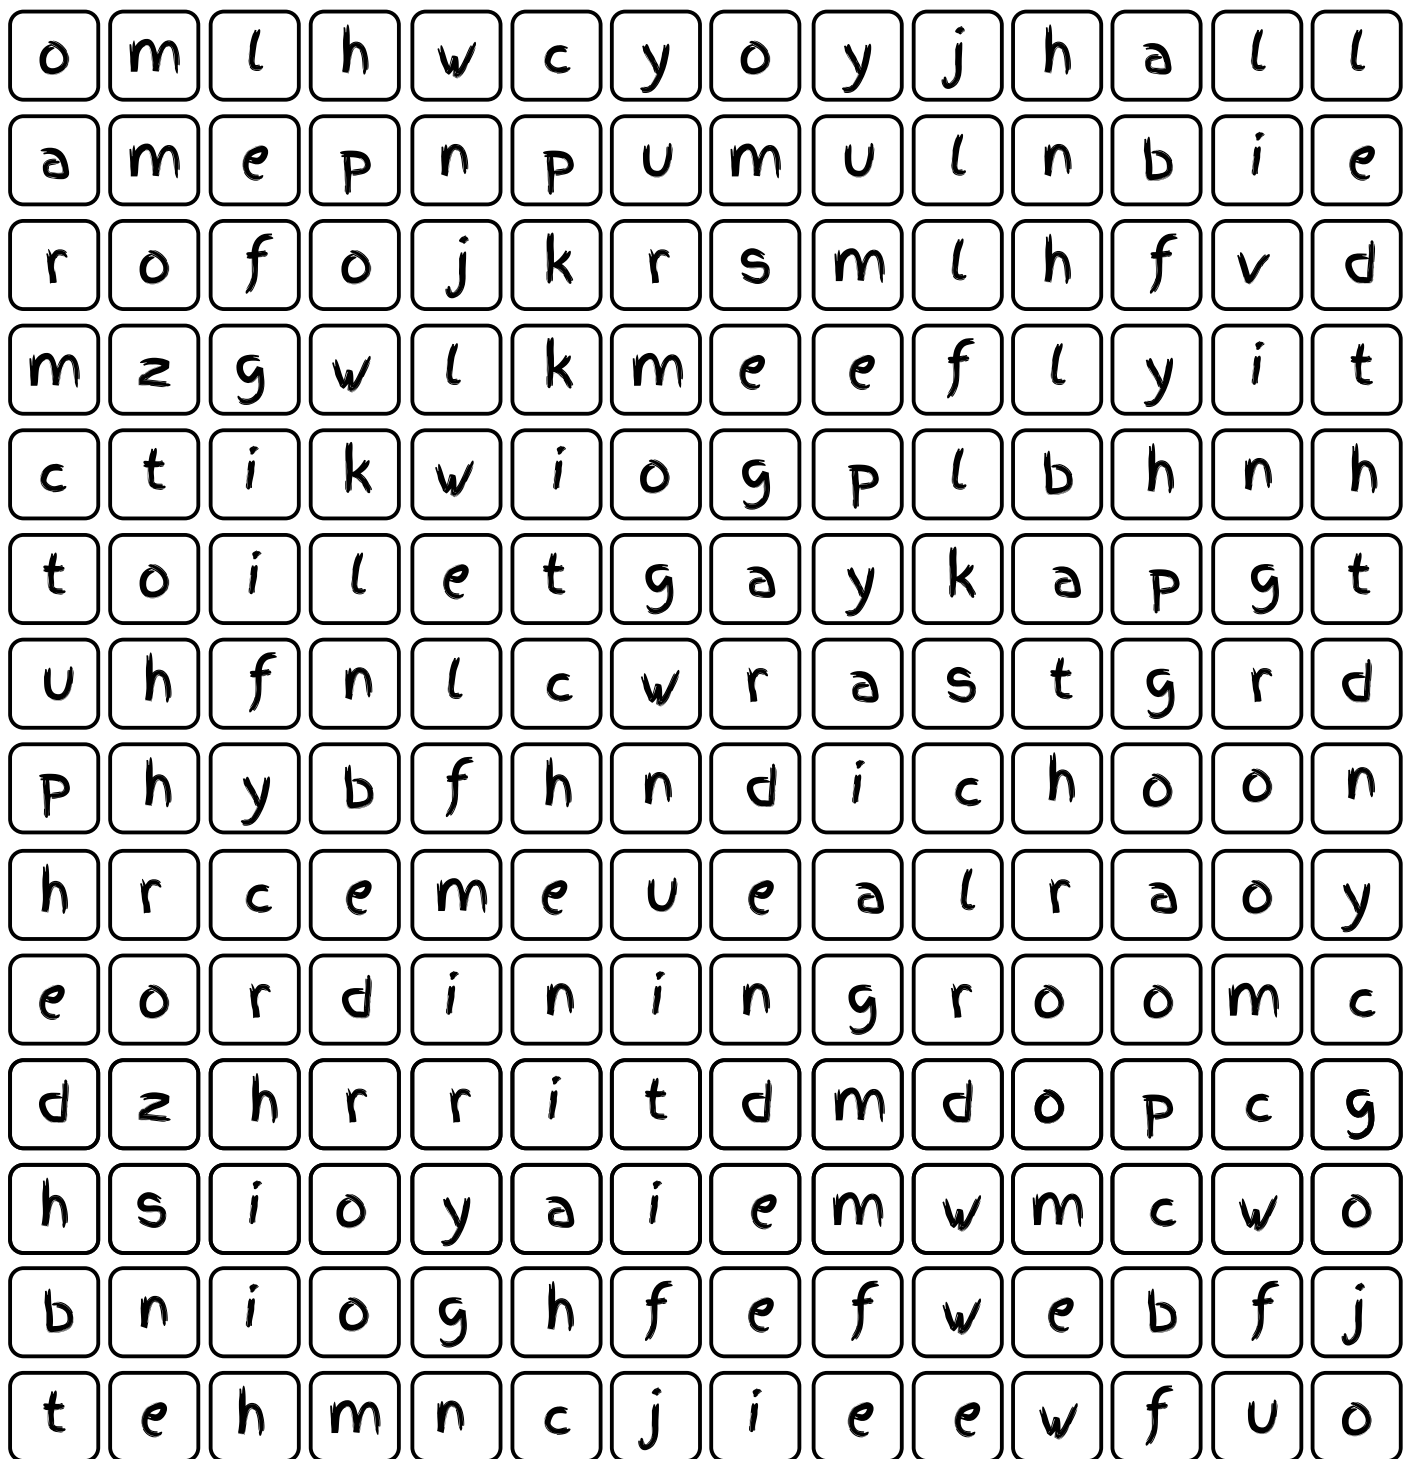 o m l h w c y o y j h a l l
a m e p n p u m u l n b i e
r o f o j k r s m l h f v d
m z g w l k m e e f l y i t
c t i k w i o g p l b h n h
t o i l e t g a y k a p g t
u h f n l c w r a s t g r d
p h y b f h n d i c h o o n
h r c e m e u e a l r a o y
e o r d i n i n g r o o m c
d z h r r i t d m d o p c g
h s i o y a i e m w m c w o
b n i o g h f e f w e b f j
t e h m n c j i e e w f u o